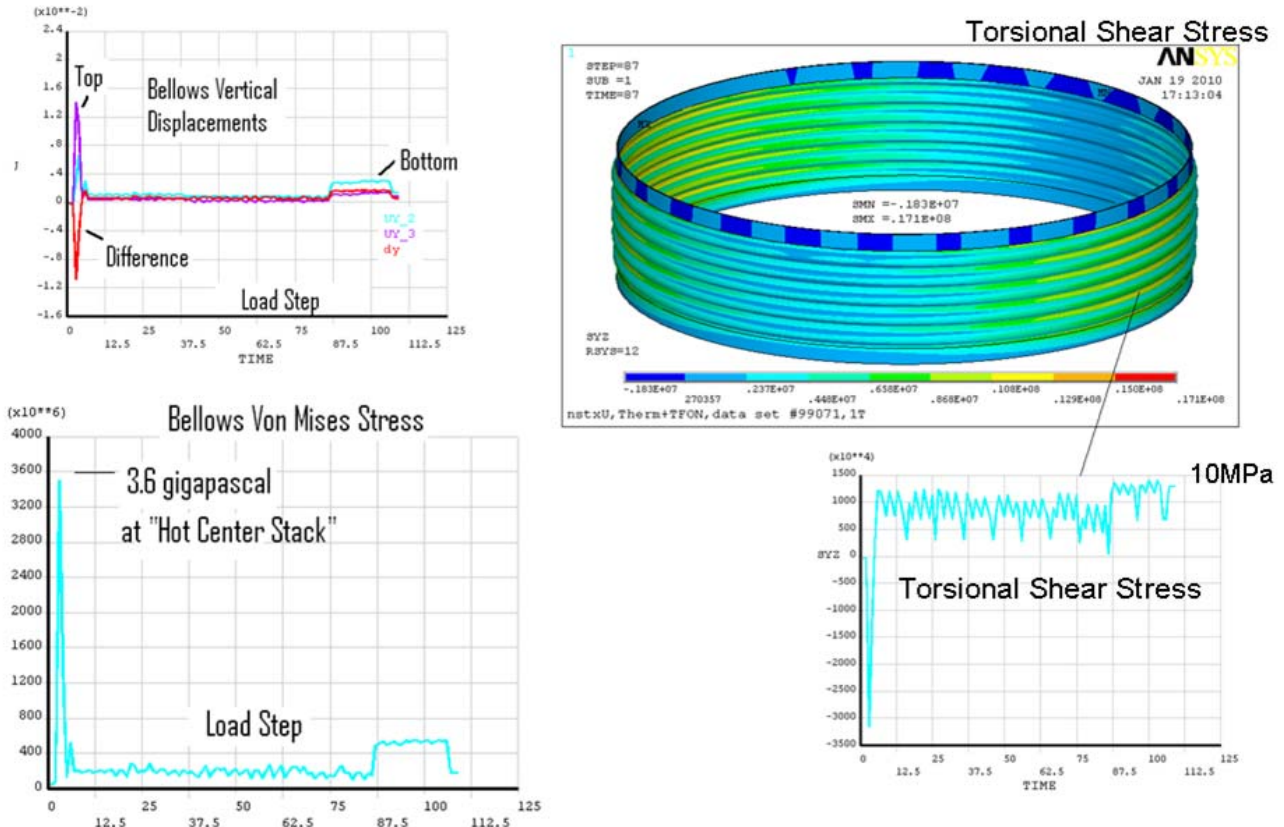 (x10**-2)
2.4
2
1.6
1.2
.8
.4
0
-.4
-.8
-1.2
-1.6
Top
Bellows Vertical
Displacements
Bottom
UY_2
UY_3
dy
Difference
Load Step
0 25 50 75 100 125
12.5 37.5 62.5 87.5 112.5
TIME
Torsional Shear Stress
1
STEP=87
SUB =1
TIME=87
ANSYS
JAN 19 2010
17:13:04
MX
SMN =-.183E+07
SMX =.171E+08
SYZ
RSYS=12
-.183E+07 .237E+07 .658E+07 .108E+08 .150E+08
270357 .448E+07 .868E+07 .129E+08 .171E+08
nstxU,Therm+TFON,data set #99071,1T
(x10**6)
Bellows Von Mises Stress
4000
3600
3200
2800
2400
2000
1600
1200
800
400
0
3.6 gigapascal
at "Hot Center Stack"
Load Step
0 25 50 75 100 125
12.5 37.5 62.5 87.5 112.5
(x10**4)
10MPa
1500
1000
500
SYZ 0
-500
-1000
-1500
-2000
-2500
-3000
-3500
Torsional Shear Stress
0 25 50 75 100 125
12.5 37.5 62.5 87.5 112.5
TIME